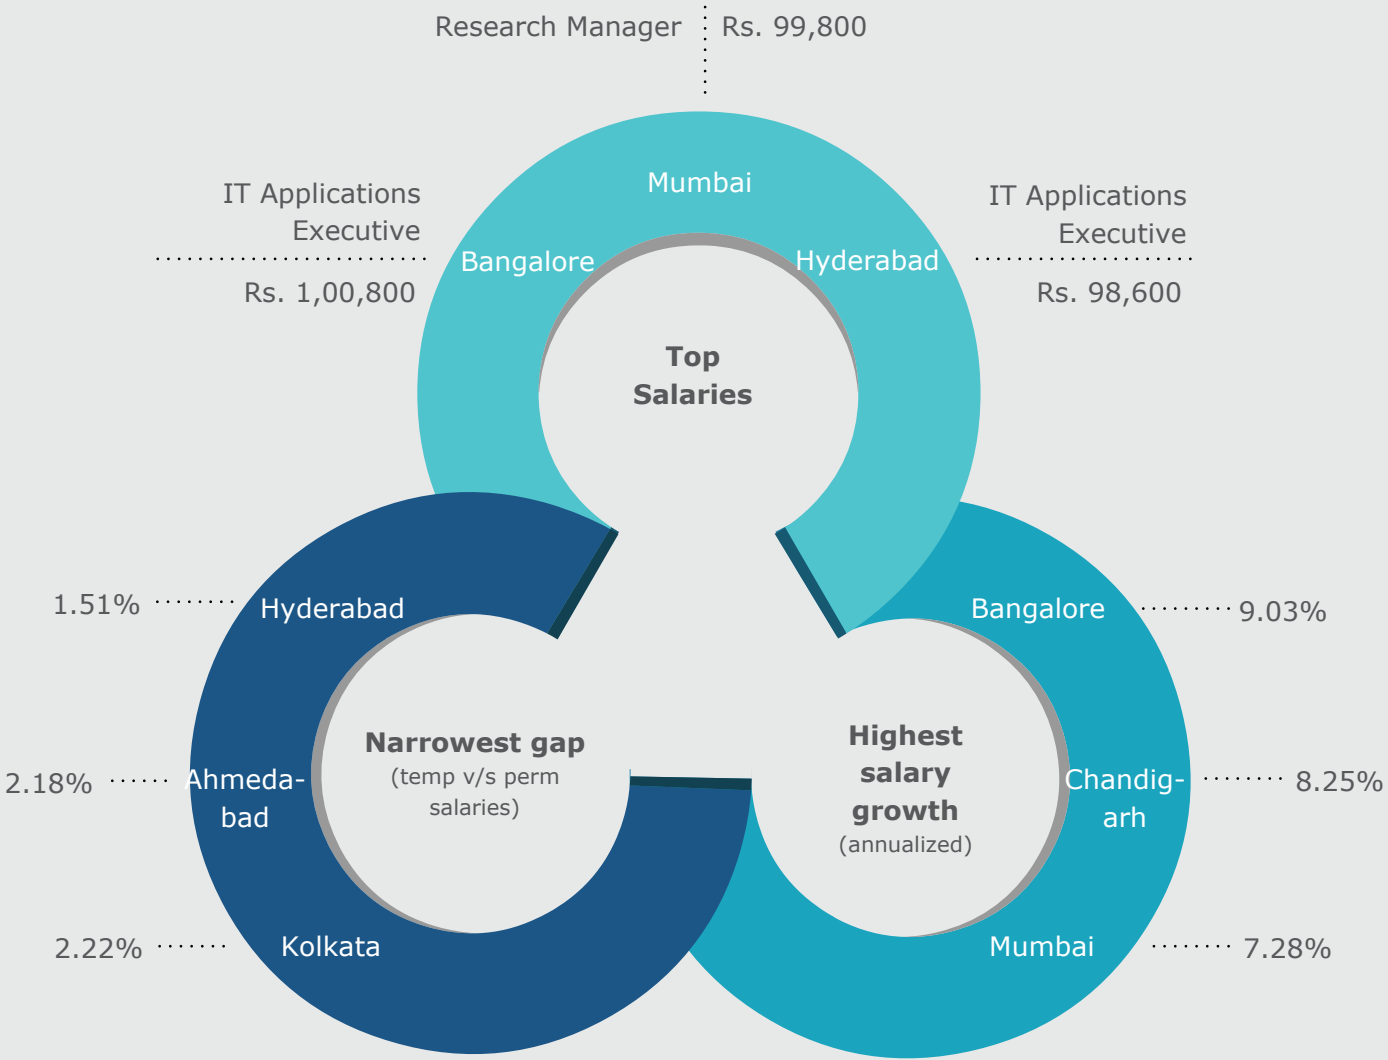 Research Manager
Rs. 99,800
IT Applications
Executive
Rs. 1,00,800
Mumbai
Bangalore
Hyderabad
IT Applications
Executive
Rs. 98,600
Top
Salaries
1.51%
Hyderabad
2.18%
Ahmeda-
bad
2.22%
Kolkata
Narrowest gap
(temp v/s perm
salaries)
Highest
salary
growth
(annualized)
Bangalore
9.03%
Chandig-
arh
8.25%
Mumbai
7.28%